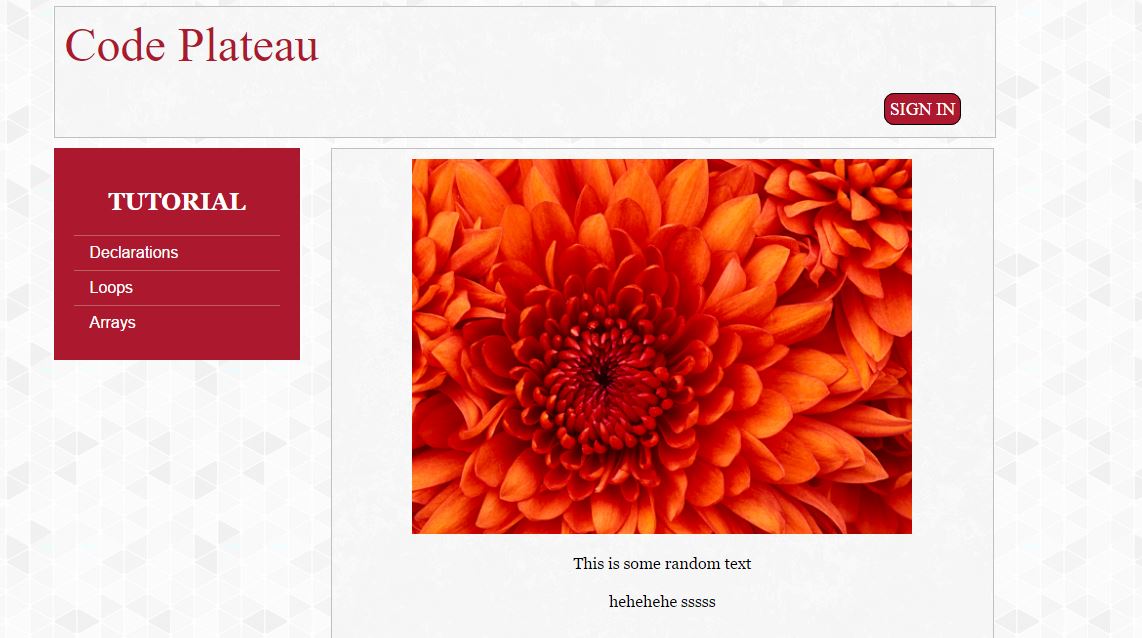 Code Plateau
SIGN IN
TUTORIAL
Declarations
Loops
Arrays
This is some random text
hehehehe sssss